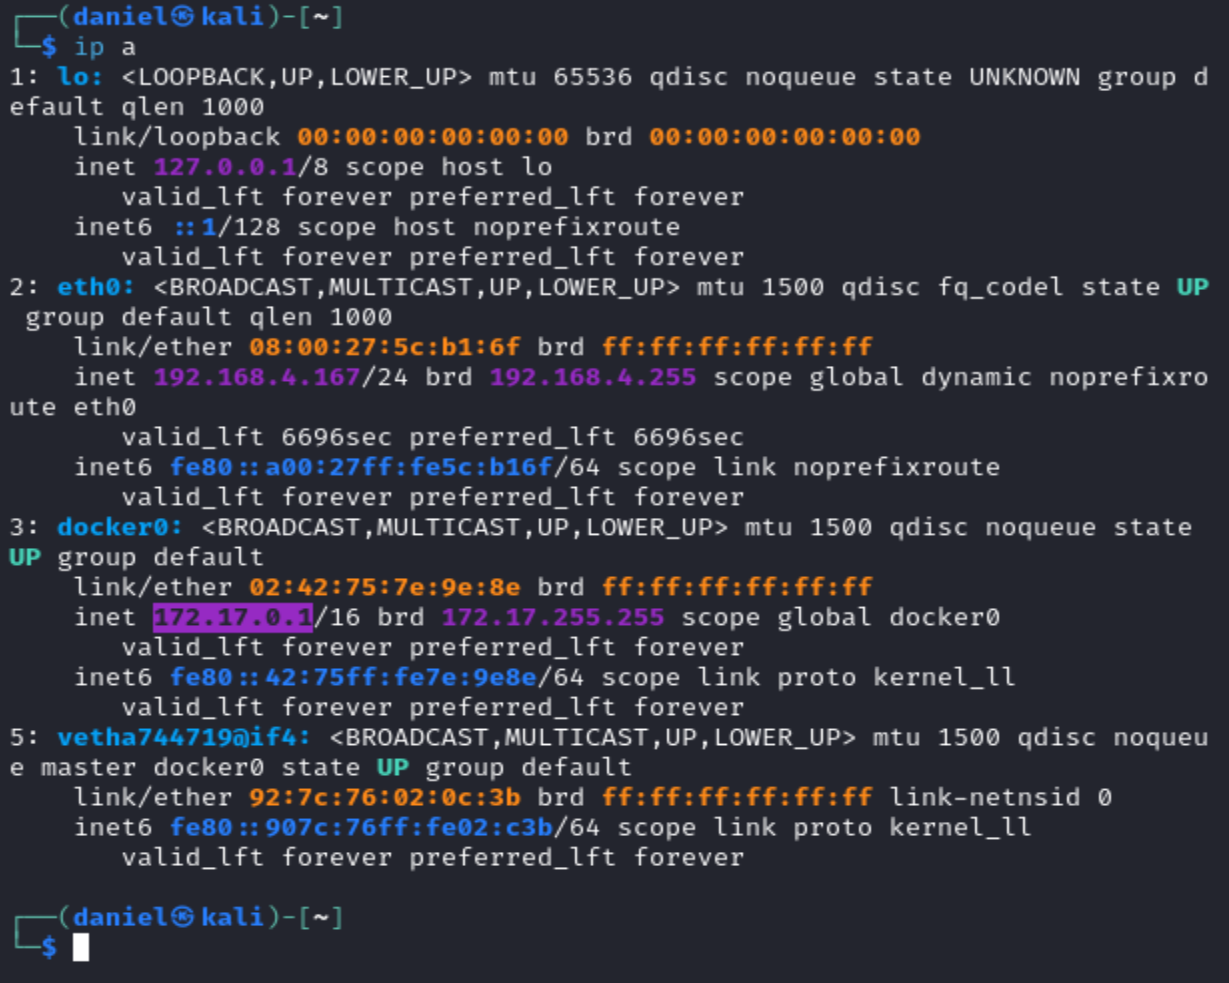 ┌──(daniel㉿kali)-[~]
└─$ ip a
1: lo: <LOOPBACK,UP,LOWER_UP> mtu 65536 qdisc noqueue state UNKNOWN group d
efault qlen 1000
    link/loopback 00:00:00:00:00:00 brd 00:00:00:00:00:00
    inet 127.0.0.1/8 scope host lo
       valid_lft forever preferred_lft forever
    inet6 ::1/128 scope host noprefixroute
       valid_lft forever preferred_lft forever
2: eth0: <BROADCAST,MULTICAST,UP,LOWER_UP> mtu 1500 qdisc fq_codel state UP
 group default qlen 1000
    link/ether 08:00:27:5c:b1:6f brd ff:ff:ff:ff:ff:ff
    inet 192.168.4.167/24 brd 192.168.4.255 scope global dynamic noprefixro
ute eth0
       valid_lft 6696sec preferred_lft 6696sec
    inet6 fe80::a00:27ff:fe5c:b16f/64 scope link noprefixroute
       valid_lft forever preferred_lft forever
3: docker0: <BROADCAST,MULTICAST,UP,LOWER_UP> mtu 1500 qdisc noqueue state
UP group default
    link/ether 02:42:75:7e:9e:8e brd ff:ff:ff:ff:ff:ff
    inet 172.17.0.1/16 brd 172.17.255.255 scope global docker0
       valid_lft forever preferred_lft forever
    inet6 fe80::42:75ff:fe7e:9e8e/64 scope link proto kernel_ll
       valid_lft forever preferred_lft forever
5: vetha744719@if4: <BROADCAST,MULTICAST,UP,LOWER_UP> mtu 1500 qdisc noqueu
e master docker0 state UP group default
    link/ether 92:7c:76:02:0c:3b brd ff:ff:ff:ff:ff:ff link-netnsid 0
    inet6 fe80::907c:76ff:fe02:c3b/64 scope link proto kernel_ll
       valid_lft forever preferred_lft forever
┌──(daniel㉿kali)-[~]
└─$